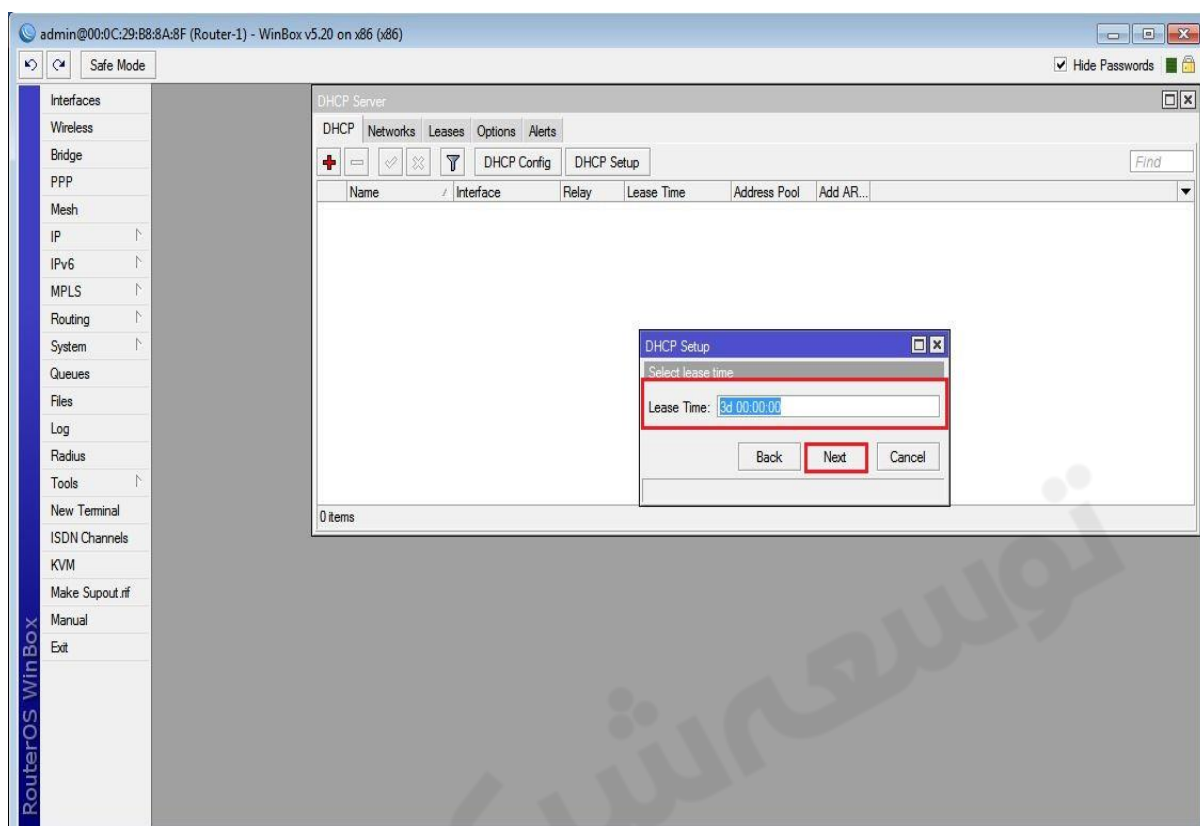 admin@00:0C:29:B8:8A:8F (Router-1) - WinBox v5.20 on x86 (x86)
Safe Mode
Hide Passwords
Interfaces
Wireless
Bridge
PPP
Mesh
IP
IPv6
MPLS
Routing
System
Queues
Files
Log
Radius
Tools
New Terminal
ISDN Channels
KVM
Make Supout.rif
Manual
Exit
RouterOS WinBox
DHCP Server
DHCP Networks Leases Options Alerts
DHCP Config DHCP Setup Find
Name Interface Relay Lease Time Address Pool Add AR...
DHCP Setup
Select lease time
Lease Time: 3d 00:00:00
Back Next Cancel
0 items
توسعه